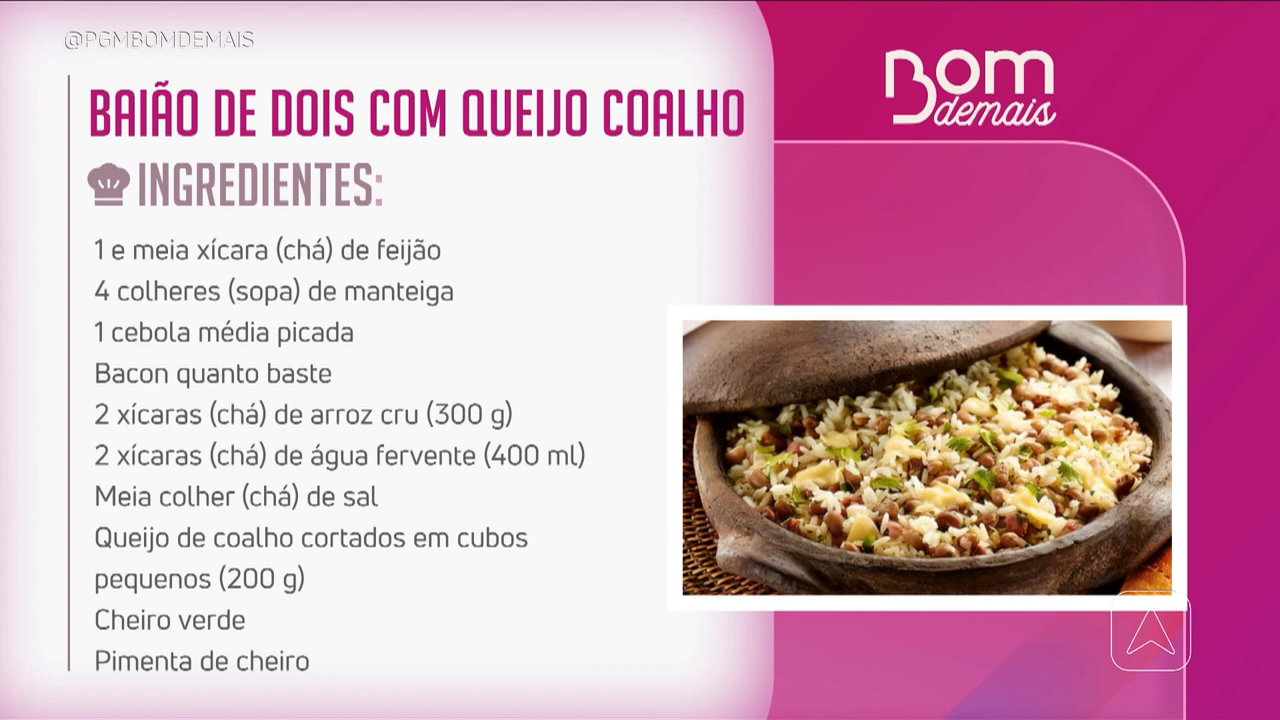 @PGMBOMDEMAIS
BAIÃO DE DOIS COM QUEIJO COALHO
INGREDIENTES:
1 e meia xícara (chá) de feijão
4 colheres (sopa) de manteiga
1 cebola média picada
Bacon quanto baste
2 xícaras (chá) de arroz cru (300 g)
2 xícaras (chá) de água fervente (400 ml)
Meia colher (chá) de sal
Queijo de coalho cortados em cubos
pequenos (200 g)
Cheiro verde
Pimenta de cheiro
Bom
demais